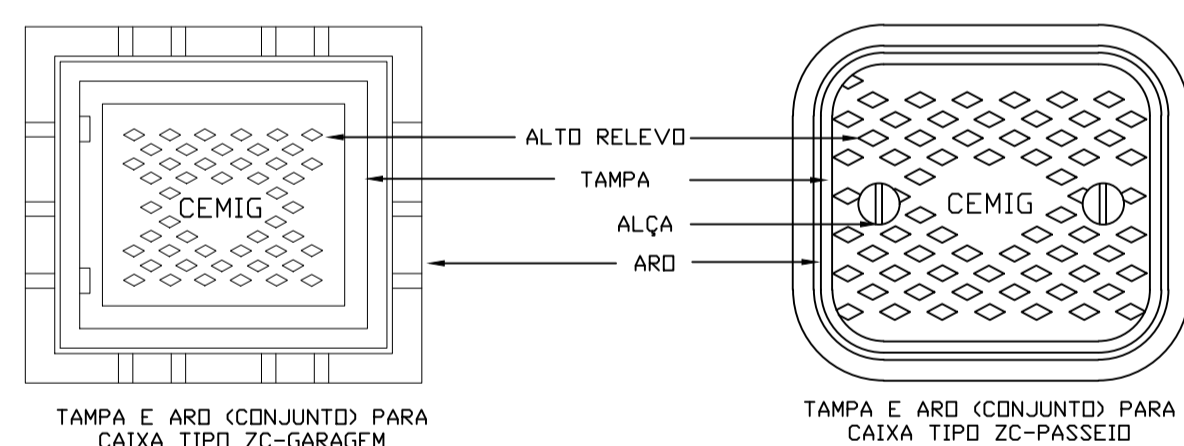 ALTO RELEVO
TAMPA
CEMIG
CEMIG
ALÇA
ARO
TAMPA E ARO (CONJUNTO) PARA
CAIXA TIPO ZC-GARAGEM
TAMPA E ARO (CONJUNTO) PARA
CAIXA TIPO ZC-PASSEIO